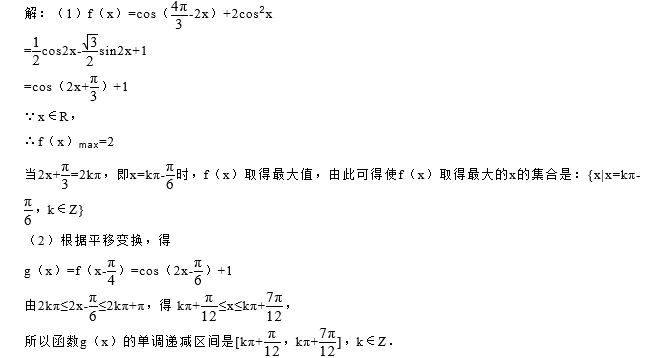 解:(1)f(x)=cos(4π/3-2x)+2cos²x
=1/2cos2x-√3/2sin2x+1
=cos(2x+π/3)+1
∵x∈R,
∴f(x)max=2
当2x+π/3=2kπ,即x=kπ-π/6时,f(x)取得最大值,由此可得使f(x)取得最大的x的集合是:{x|x=kπ-
π/6,k∈Z}
(2)根据平移变换,得
g(x)=f(x-π/4)=cos(2x-π/6)+1
由2kπ≤2x-π/6≤2kπ+π,得 kπ+π/12≤x≤kπ+7π/12,
所以函数g(x)的单调递减区间是[kπ+π/12,kπ+7π/12],k∈Z.